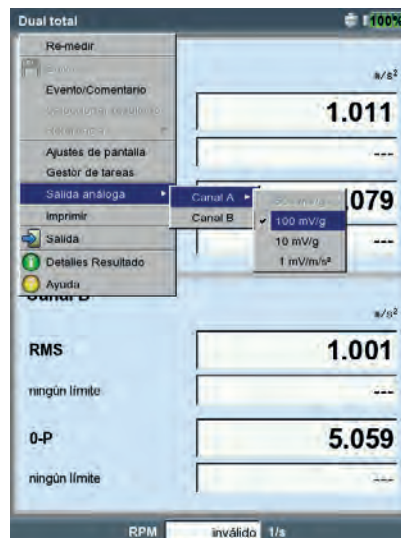 Dual total
100%
Re-medir
Evento/Comentario
Ajustes de pantalla
Gestor de tareas
Salida análoga
Imprimir
Salida
Detalles Resultado
Ayuda
Canal A
Canal B
100 mV/g
10 mV/g
1 mV/m/s²
m/s²
1.011
---
079
---
Canal B
m/s²
RMS
1.001
ningún límite
---
0-P
5.059
ningún límite
---
RPM
inválido
1/s